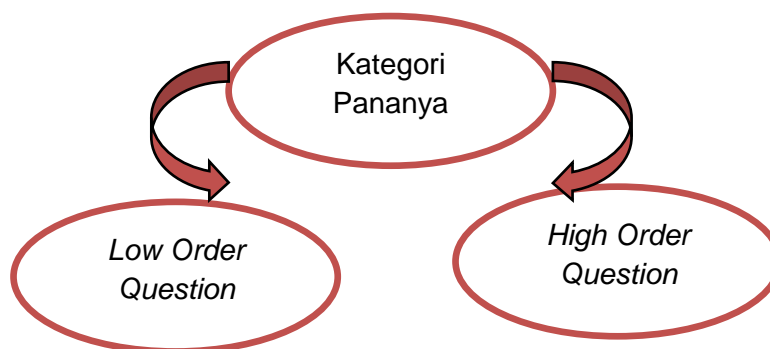 Kategori
Pananya
Low Order
Question
High Order
Question